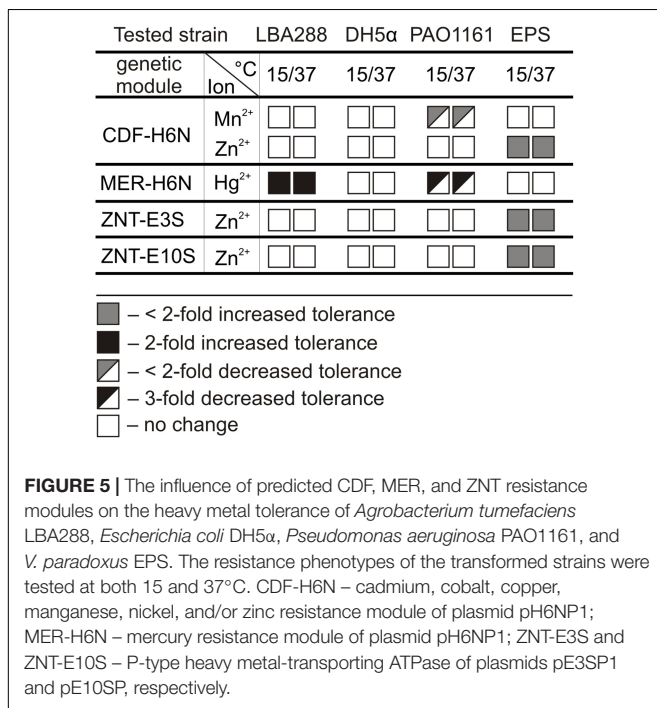 Tested strain LBA288 DH5α PAO1161 EPS
genetic module Ion °C 15/37 15/37 15/37 15/37
CDF-H6N Mn²⁺
Zn²⁺
MER-H6N Hg²⁺
ZNT-E3S Zn²⁺
ZNT-E10S Zn²⁺
– < 2-fold increased tolerance
– 2-fold increased tolerance
– < 2-fold decreased tolerance
– 3-fold decreased tolerance
– no change
FIGURE 5 | The influence of predicted CDF, MER, and ZNT resistance
modules on the heavy metal tolerance of Agrobacterium tumefaciens
LBA288, Escherichia coli DH5α, Pseudomonas aeruginosa PAO1161, and
V. paradoxus EPS. The resistance phenotypes of the transformed strains were
tested at both 15 and 37°C. CDF-H6N – cadmium, cobalt, copper,
manganese, nickel, and/or zinc resistance module of plasmid pH6NP1;
MER-H6N – mercury resistance module of plasmid pH6NP1; ZNT-E3S and
ZNT-E10S – P-type heavy metal-transporting ATPase of plasmids pE3SP1
and pE10SP, respectively.